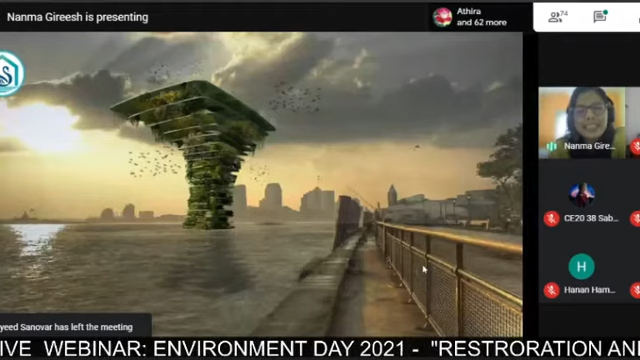 Nanma Gireesh is presenting
Athira
and 62 more
74
Nanma Gire...
CE20 38 Sab...
H
Hanan Ham...
yeed Sanovar has left the meeting
IVE WEBINAR: ENVIRONMENT DAY 2021 - "RESTRORATION AN